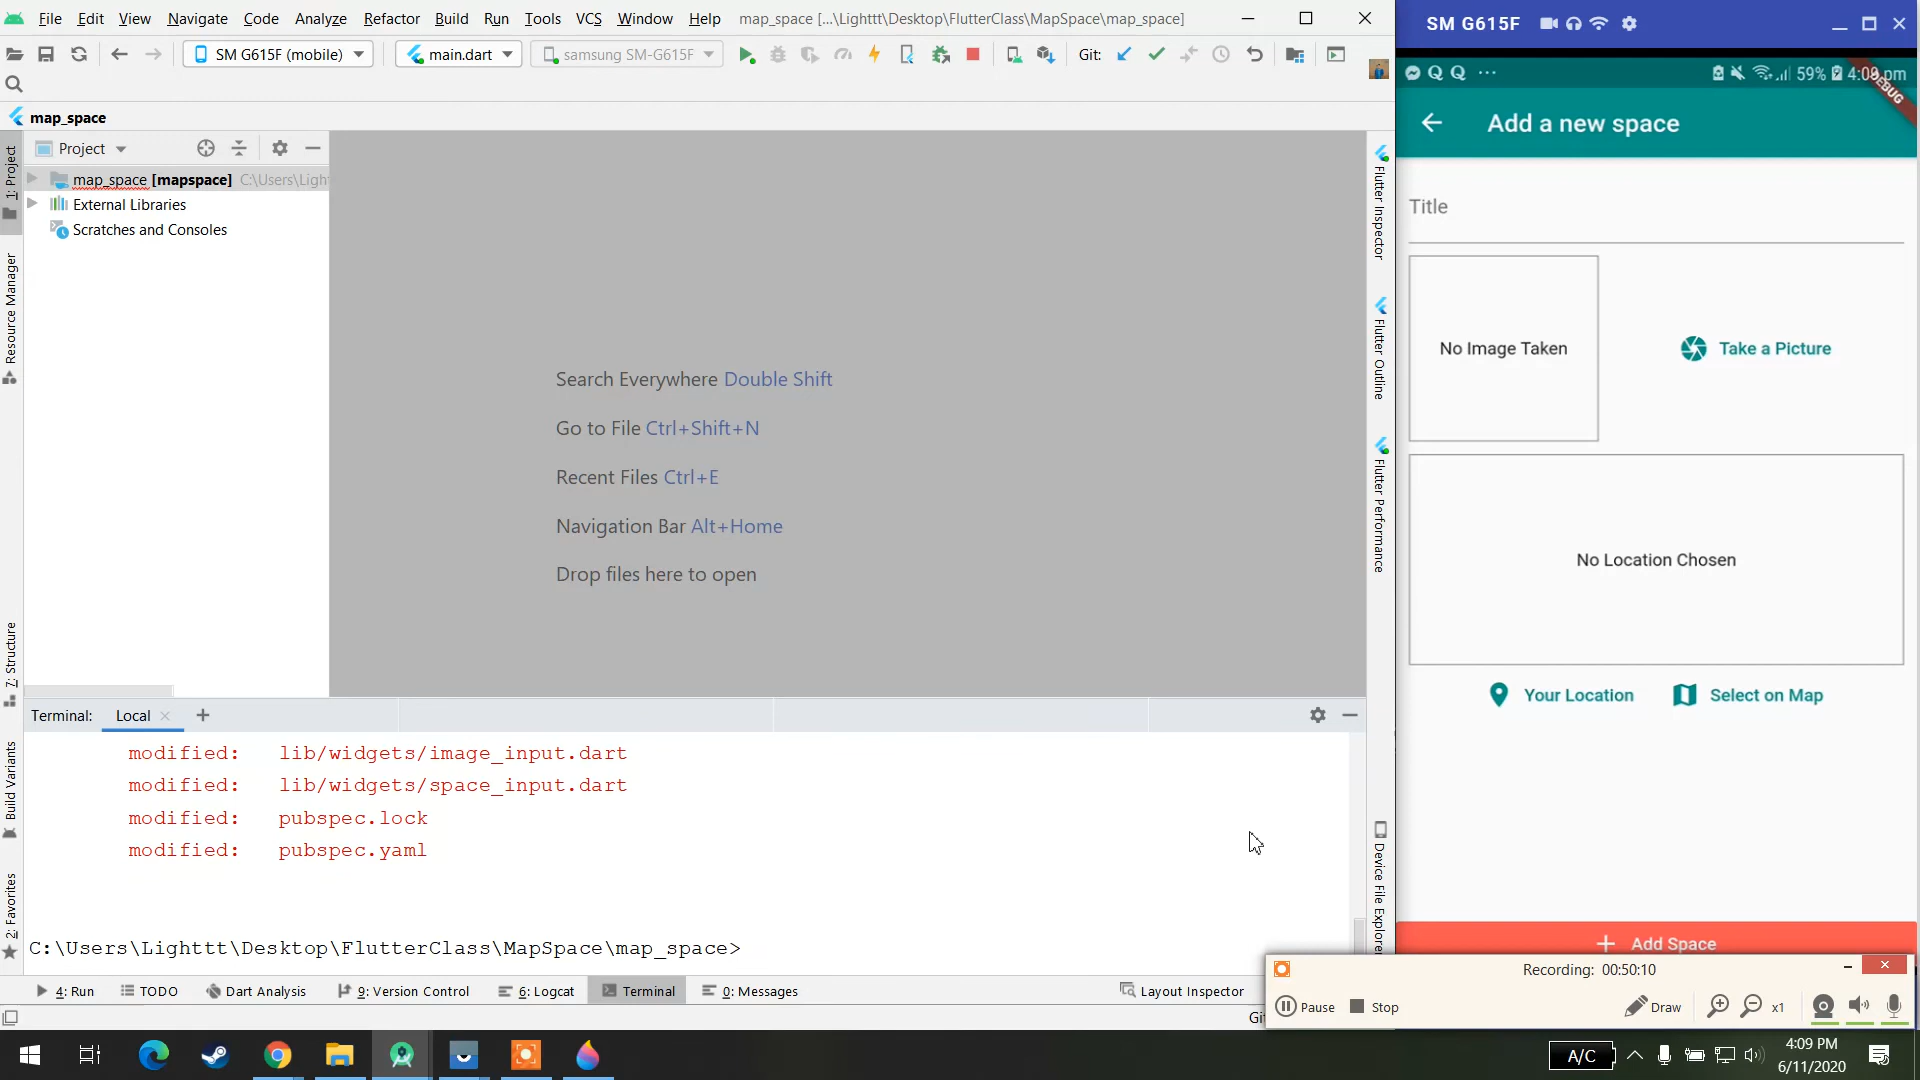 File Edit View Navigate Code Analyze Refactor Build Run Tools VCS Window Help map_space [...\Lighttt\Desktop\FlutterClass\MapSpace\map_space]
SM G615F (mobile) main.dart samsung SM-G615F Git:
map_space
Project
map_space [mapspace] C:\Users\Light
External Libraries
Scratches and Consoles
1: Project
Resource Manager
7: Structure
Build Variants
2: Favorites
Search Everywhere Double Shift
Go to File Ctrl+Shift+N
Recent Files Ctrl+E
Navigation Bar Alt+Home
Drop files here to open
Flutter Inspector
Flutter Outline
Flutter Performance
Device File Explorer
Terminal: Local
modified: lib/widgets/image_input.dart
modified: lib/widgets/space_input.dart
modified: pubspec.lock
modified: pubspec.yaml
C:\Users\Lighttt\Desktop\FlutterClass\MapSpace\map_space>
4: Run TODO Dart Analysis 9: Version Control 6: Logcat Terminal 0: Messages Layout Inspector
Gi
SM G615F
59% 4:09 pm
DEBUG
Add a new space
Title
No Image Taken
Take a Picture
No Location Chosen
Your Location Select on Map
Add Space
Recording: 00:50:10
Pause Stop Draw x1
A/C
4:09 PM
6/11/2020